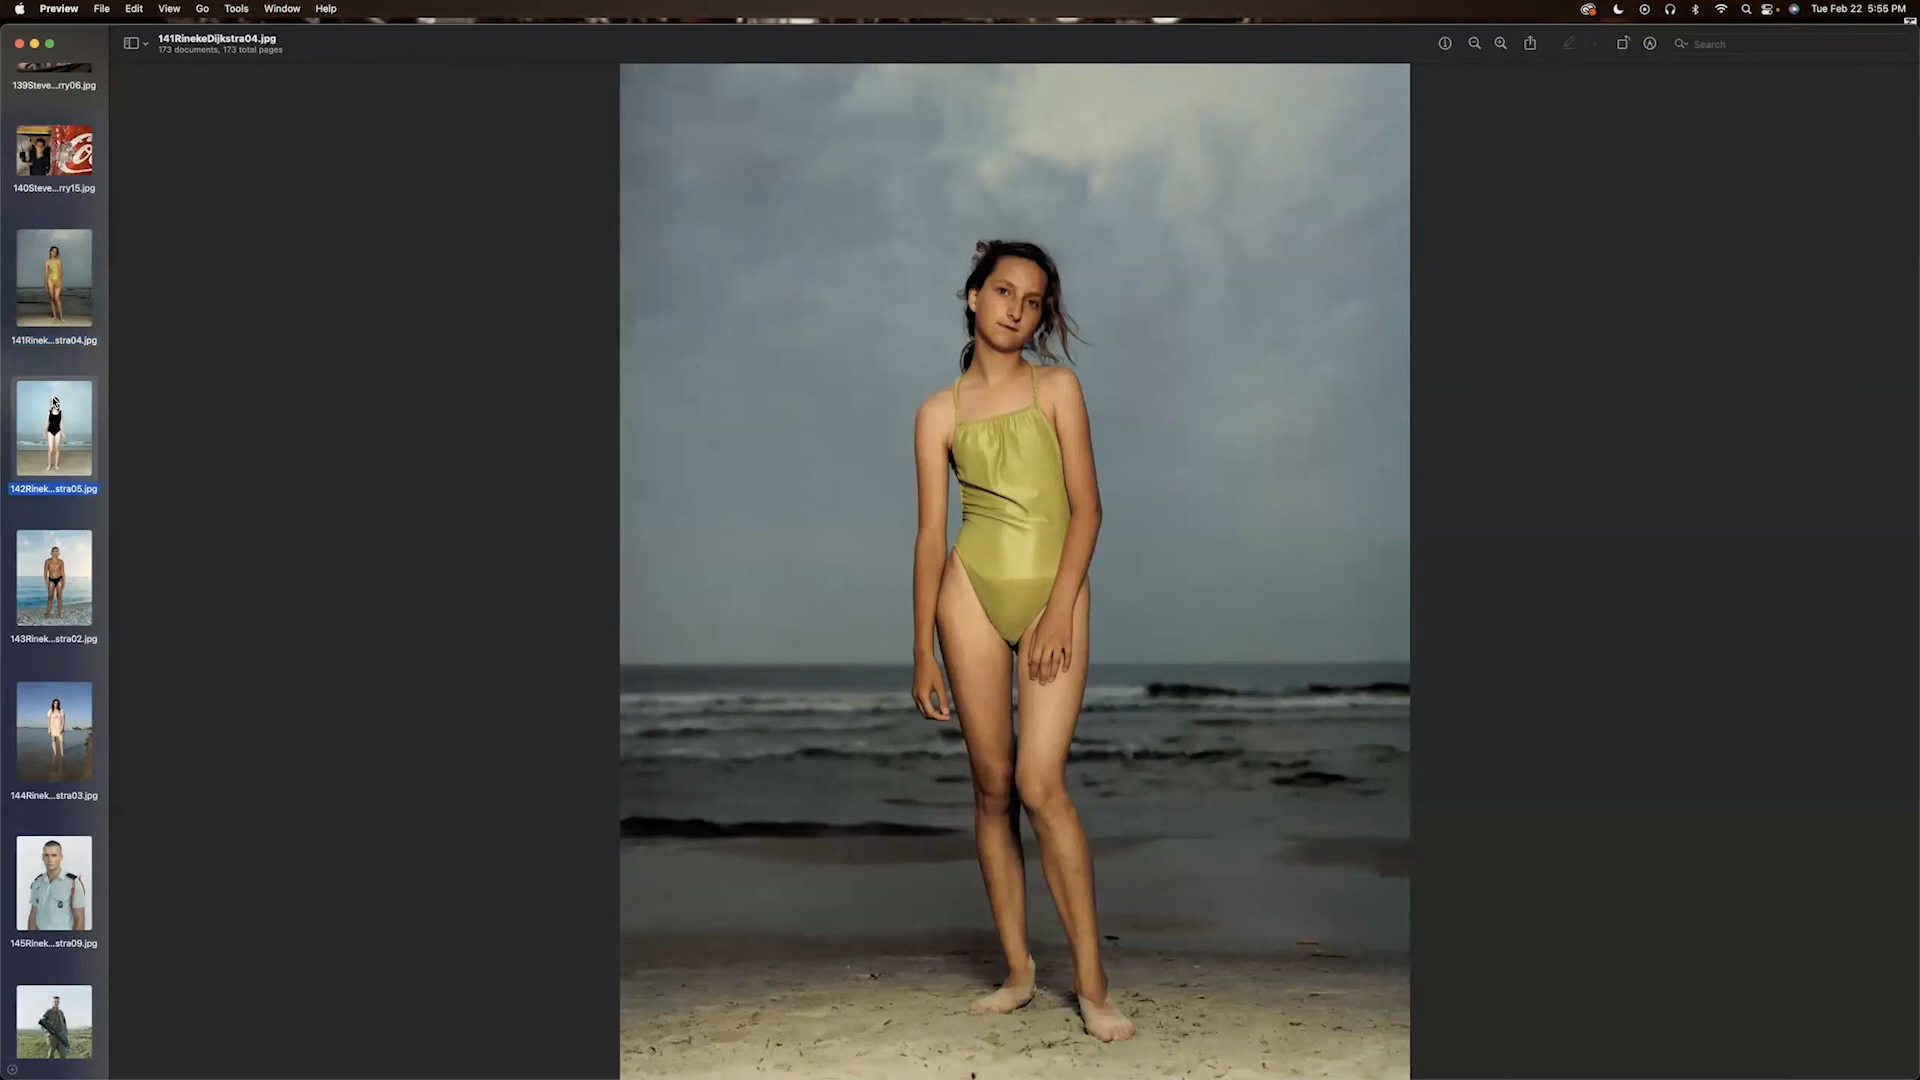 Preview File Edit View Go Tools Window Help
Tue Feb 22 5:55 PM
141RinekeDijkstra04.jpg
173 documents, 173 total pages
Search
139Steve...rry06.jpg
140Steve...rry15.jpg
141Rinek...stra04.jpg
142Rinek...stra05.jpg
143Rinek...stra02.jpg
144Rinek...stra03.jpg
145Rinek...stra09.jpg